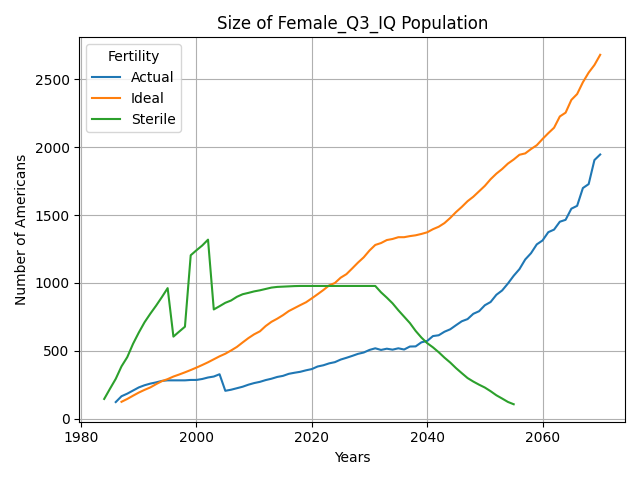 Size of Female_Q3_IQ Population
Number of Americans
2500
2000
1500
1000
500
0
Fertility
Actual
Ideal
Sterile
1980
2000
2020
2040
2060
Years